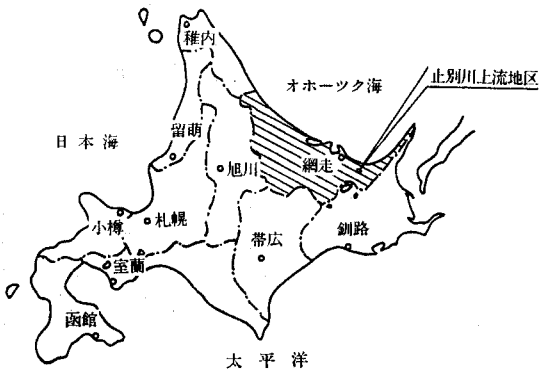 稚内
オホーツク海
止別川上流地区
日本海
留萌
旭川
網走
小樽
札幌
帯広
釧路
室蘭
函館
太平洋